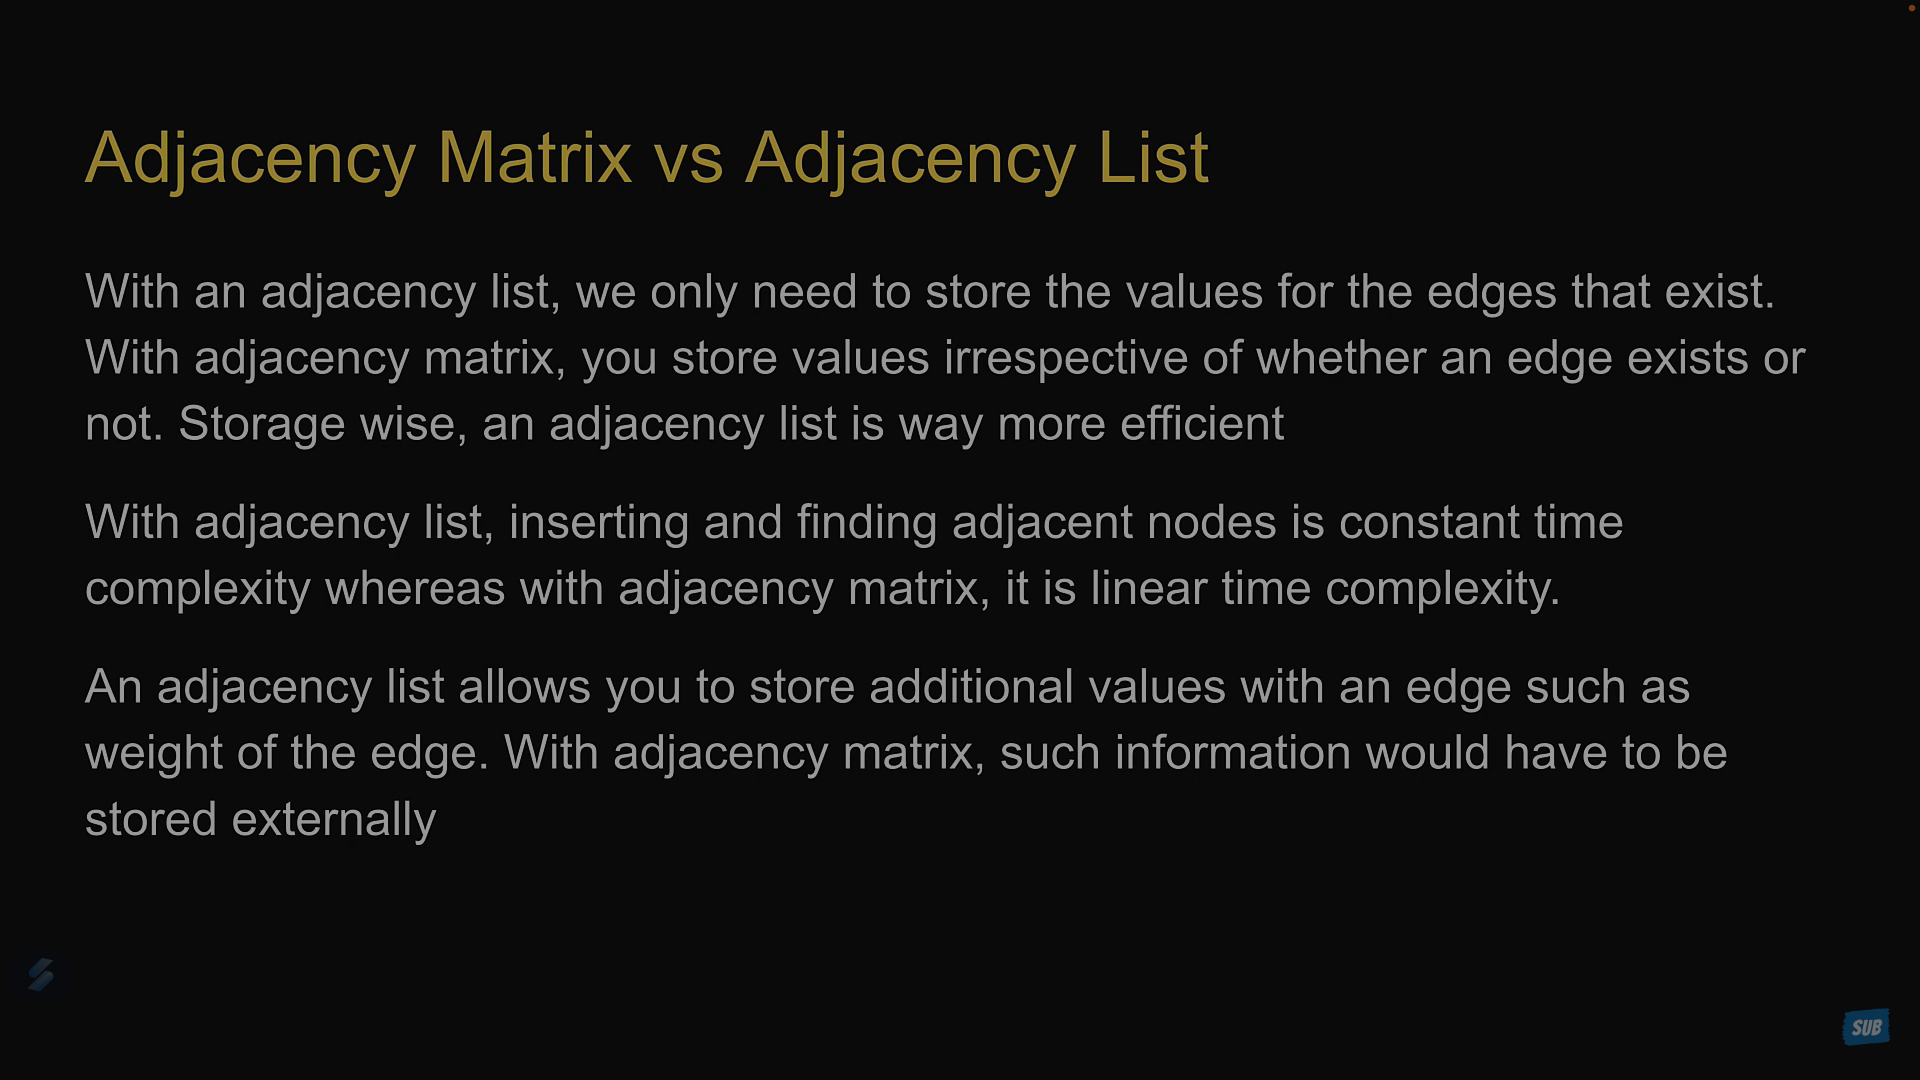 Adjacency Matrix vs Adjacency List
With an adjacency list, we only need to store the values for the edges that exist.
With adjacency matrix, you store values irrespective of whether an edge exists or
not. Storage wise, an adjacency list is way more efficient
With adjacency list, inserting and finding adjacent nodes is constant time
complexity whereas with adjacency matrix, it is linear time complexity.
An adjacency list allows you to store additional values with an edge such as
weight of the edge. With adjacency matrix, such information would have to be
stored externally
SUB